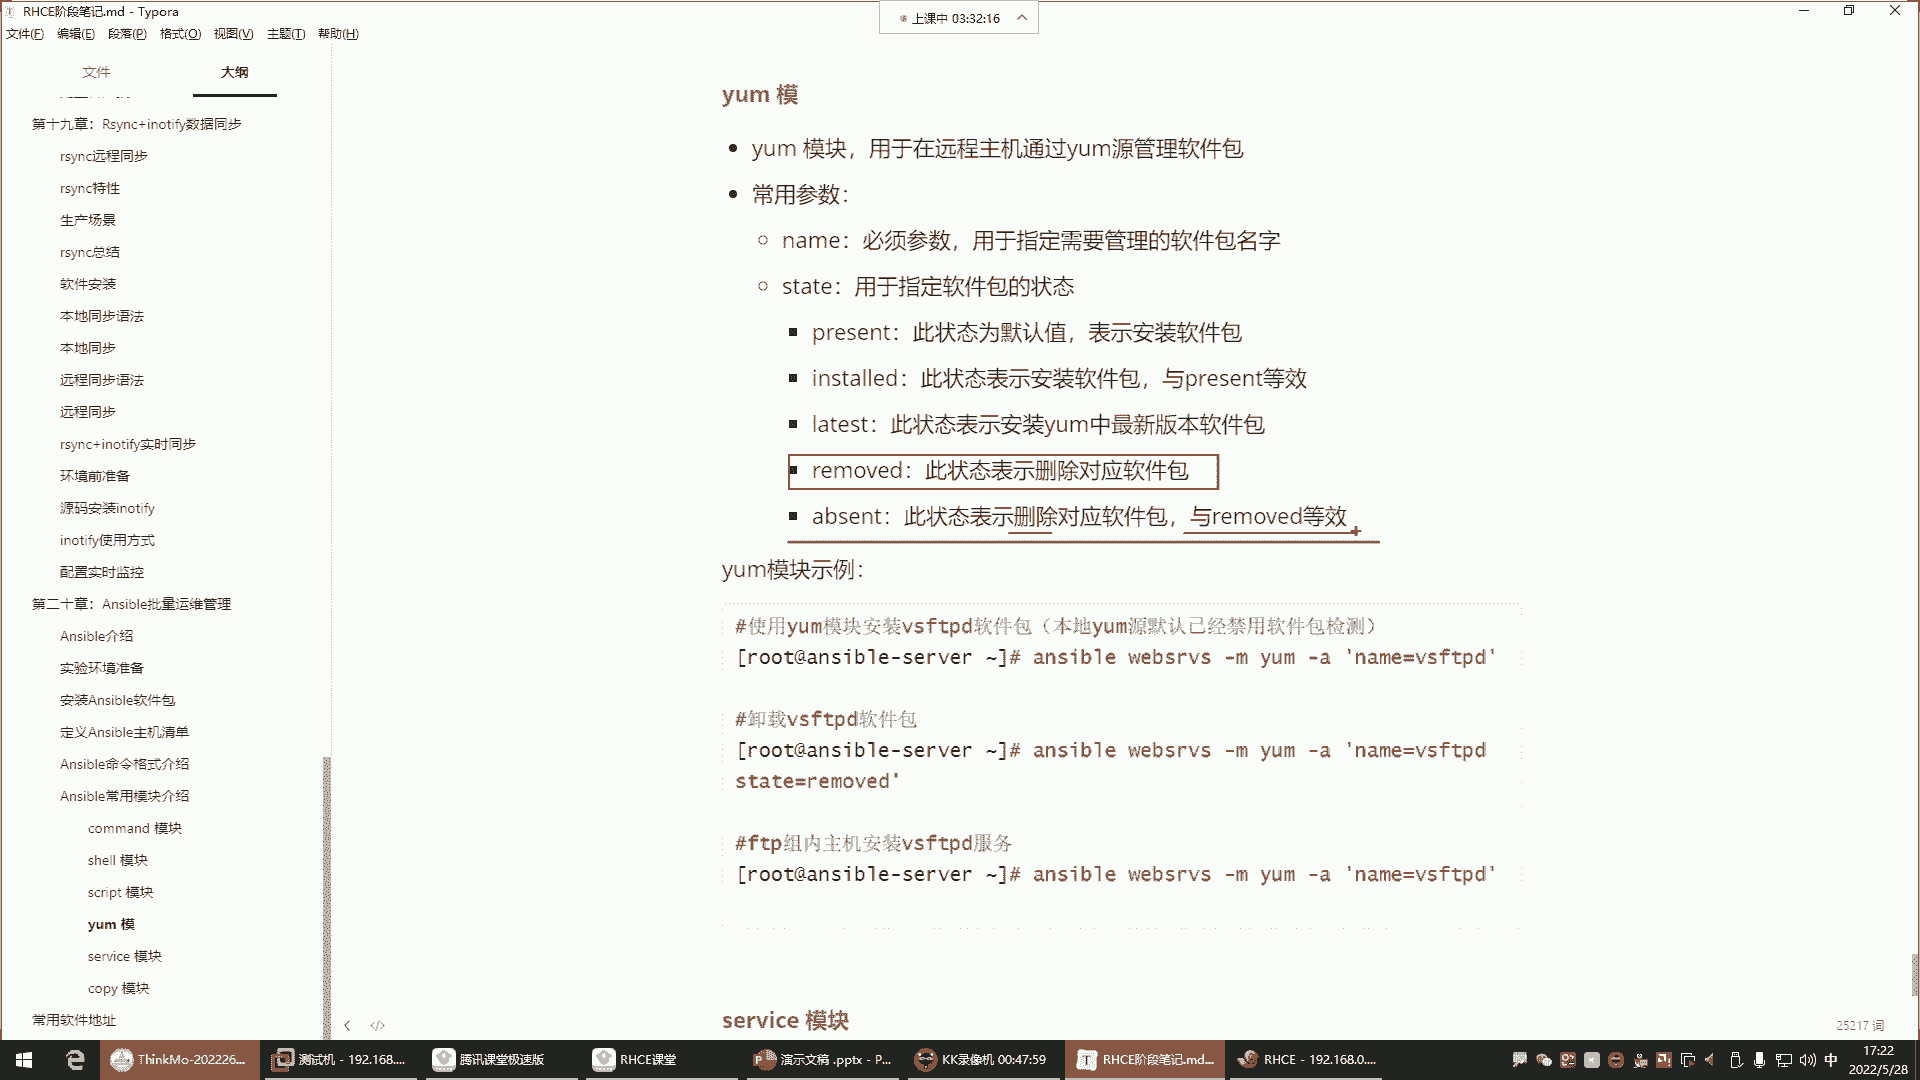 RHCE阶段笔记.md - Typora
上课中 03:32:16
文件(F) 编辑(E) 段落(P) 格式(O) 视图(V) 主题(T) 帮助(H)
文件 大纲
第十九章：Rsync+inotify数据同步
rsync远程同步
rsync特性
生产场景
rsync总结
软件安装
本地同步语法
本地同步
远程同步语法
远程同步
rsync+inotify实时同步
环境前准备
源码安装inotify
inotify使用方式
配置实时监控
第二十章：Ansible批量运维管理
Ansible介绍
实验环境准备
安装Ansible软件包
定义Ansible主机清单
Ansible命令格式介绍
Ansible常用模块介绍
command 模块
shell 模块
script 模块
yum 模
service 模块
copy 模块
常用软件地址
yum 模
yum 模块，用于在远程主机通过yum源管理软件包
常用参数：
name：必须参数，用于指定需要管理的软件包名字
state：用于指定软件包的状态
present：此状态为默认值，表示安装软件包
installed：此状态表示安装软件包，与present等效
latest：此状态表示安装yum中最新版本软件包
removed：此状态表示删除对应软件包
absent：此状态表示删除对应软件包，与removed等效
yum模块示例：
#使用yum模块安装vsftpd软件包（本地yum源默认已经禁用软件包检测）
[root@ansible-server ~]# ansible websrvs -m yum -a 'name=vsftpd'
#卸载vsftpd软件包
[root@ansible-server ~]# ansible websrvs -m yum -a 'name=vsftpd
state=removed'
#ftp组内主机安装vsftpd服务
[root@ansible-server ~]# ansible websrvs -m yum -a 'name=vsftpd'
service 模块
25217 词
ThinkMo-202226...
测试机 - 192.168....
腾讯课堂极速版
RHCE课堂
演示文稿 .pptx - P...
KK录像机 00:47:59
RHCE阶段笔记.md...
RHCE - 192.168.0....
中
17:22
2022/5/28